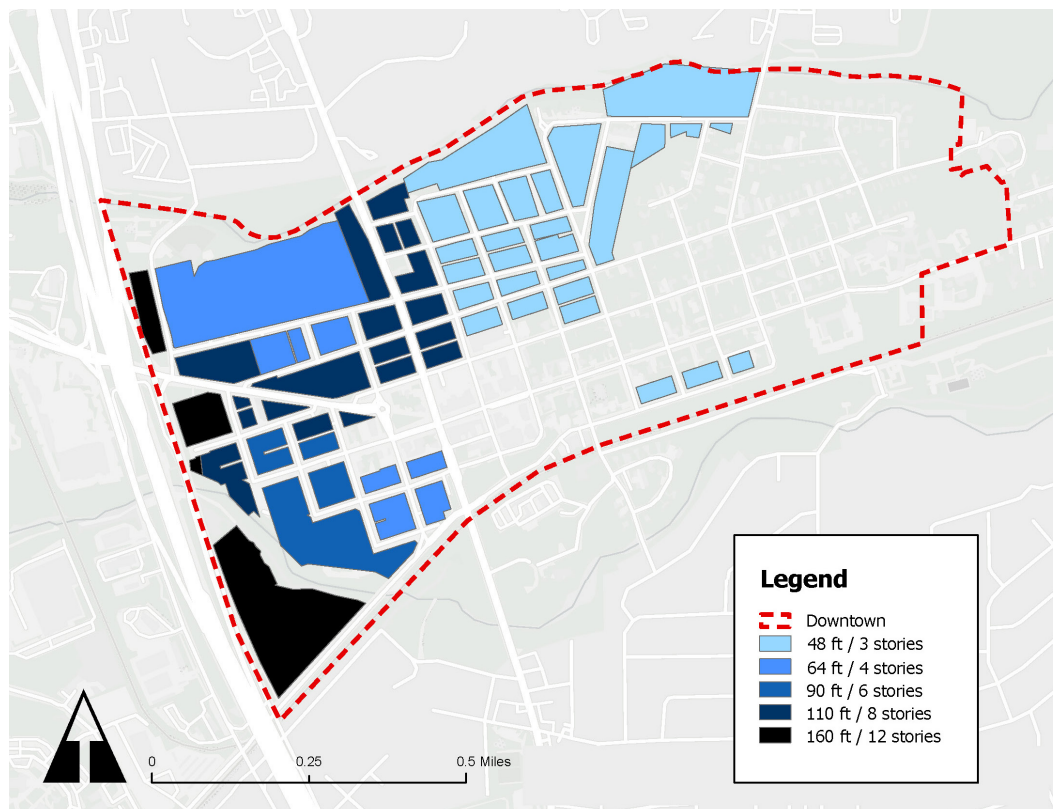 Legend
Downtown
48 ft / 3 stories
64 ft / 4 stories
90 ft / 6 stories
110 ft / 8 stories
160 ft / 12 stories
0 0.25 0.5 Miles